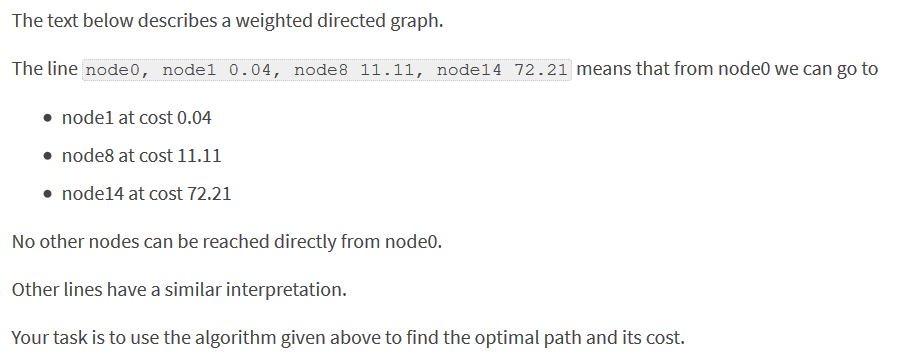 The text below describes a weighted directed graph.
The line node0, node1 0.04, node8 11.11, node14 72.21 means that from node0 we can go to
• node1 at cost 0.04
• node8 at cost 11.11
• node14 at cost 72.21
No other nodes can be reached directly from node0.
Other lines have a similar interpretation.
Your task is to use the algorithm given above to find the optimal path and its cost.